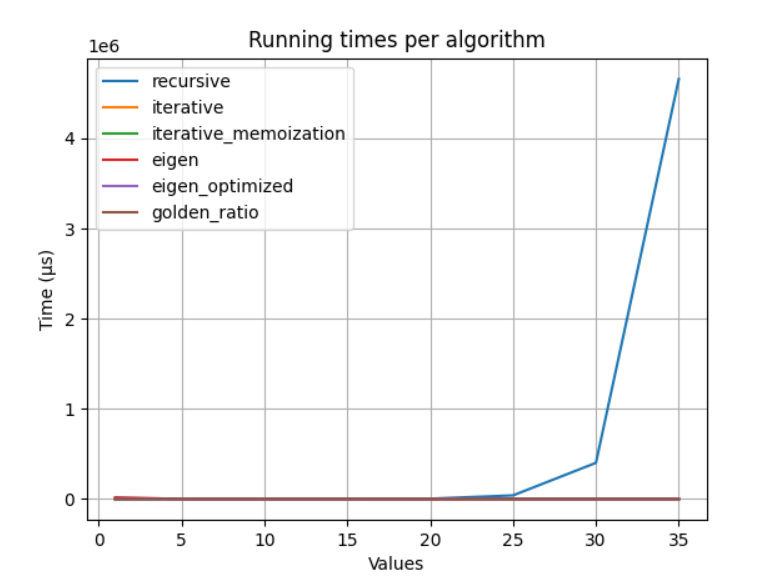 Running times per algorithm
1e6
recursive
iterative
iterative_memoization
eigen
eigen_optimized
golden_ratio
4
3
2
1
0
Time (µs)
0 5 10 15 20 25 30 35
Values